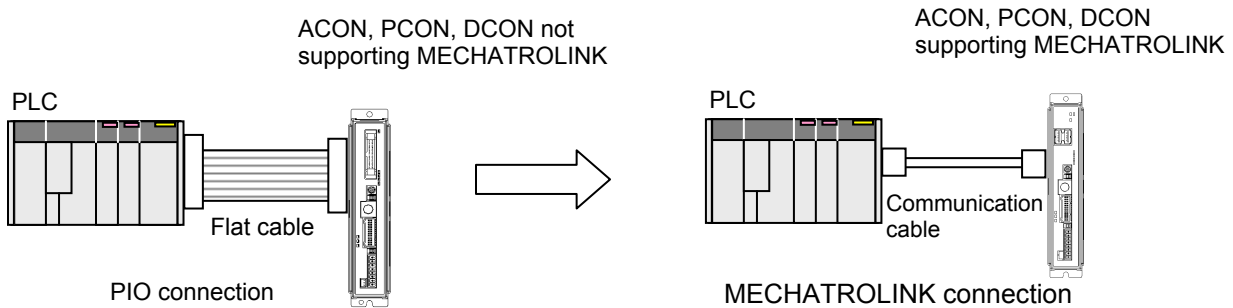 ACON, PCON, DCON not
supporting MECHATROLINK
PLC
Flat cable
PIO connection
ACON, PCON, DCON
supporting MECHATROLINK
PLC
Communication
cable
MECHATROLINK connection